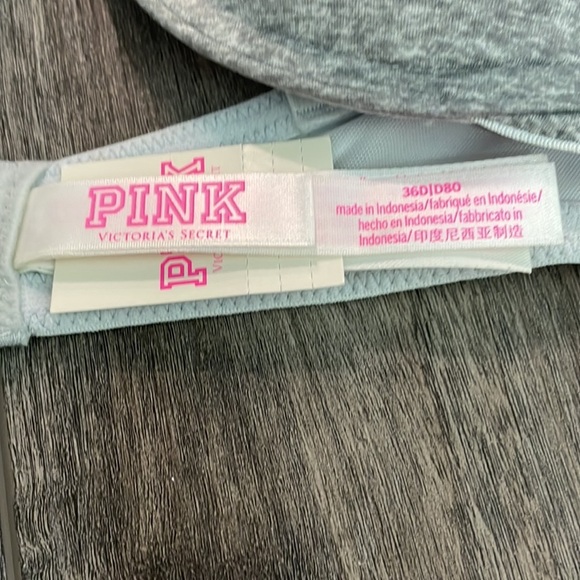 PINK
VICTORIA'S SECRET
36D|D80
made in Indonesia/fabriqué en Indonésie/
hecho en Indonesia/fabbricato in
Indonesia/印度尼西亚制造